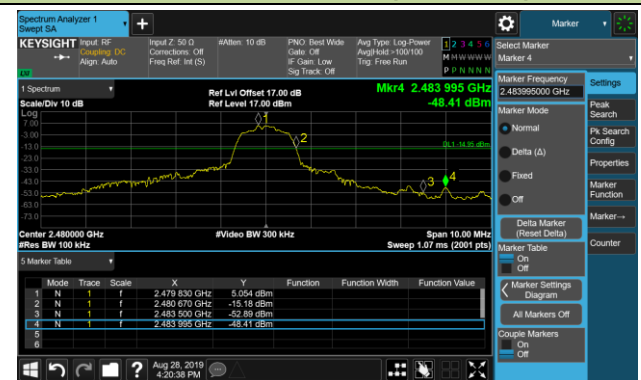 Spectrum Analyzer 1
Swept SA
+
Marker
KEYSIGHT
Input: RF
Coupling: DC
Align: Auto
Input Z: 50 Ω
Corrections: Off
Freq Ref: Int (S)
#Atten: 10 dB
PNO: Best Wide
Gate: Off
IF Gain: Low
Sig Track: Off
Avg Type: Log-Power
Avg|Hold:>100/100
Trig: Free Run
1 2 3 4 5 6
M W W W W W
P P N N N N
LXI
Select Marker
Marker 4
1 Spectrum
Scale/Div 10 dB
Ref Lvl Offset 17.00 dB
Ref Level 17.00 dBm
Mkr4 2.483 995 GHz
-48.41 dBm
Log
7.00
-3.00
-13.0
-23.0
-33.0
-43.0
-53.0
-63.0
-73.0
1
2
3
4
DL1 -14.95 dBm
Center 2.480000 GHz
#Res BW 100 kHz
#Video BW 300 kHz
Span 10.00 MHz
Sweep 1.07 ms (2001 pts)
5 Marker Table
Mode Trace Scale X Y Function Function Width Function Value
1 N 1 f 2.479 830 GHz 5.054 dBm
2 N 1 f 2.480 670 GHz -15.18 dBm
3 N 1 f 2.483 500 GHz -52.89 dBm
4 N 1 f 2.483 995 GHz -48.41 dBm
5
6
Marker Frequency
2.483995000 GHz
Marker Mode
Normal
Delta (Δ)
Fixed
Off
Delta Marker
(Reset Delta)
Marker Table
On
Off
Marker Settings
Diagram
All Markers Off
Couple Markers
On
Off
Settings
Peak
Search
Pk Search
Config
Properties
Marker
Function
Marker→
Counter
?
Aug 28, 2019
4:20:38 PM